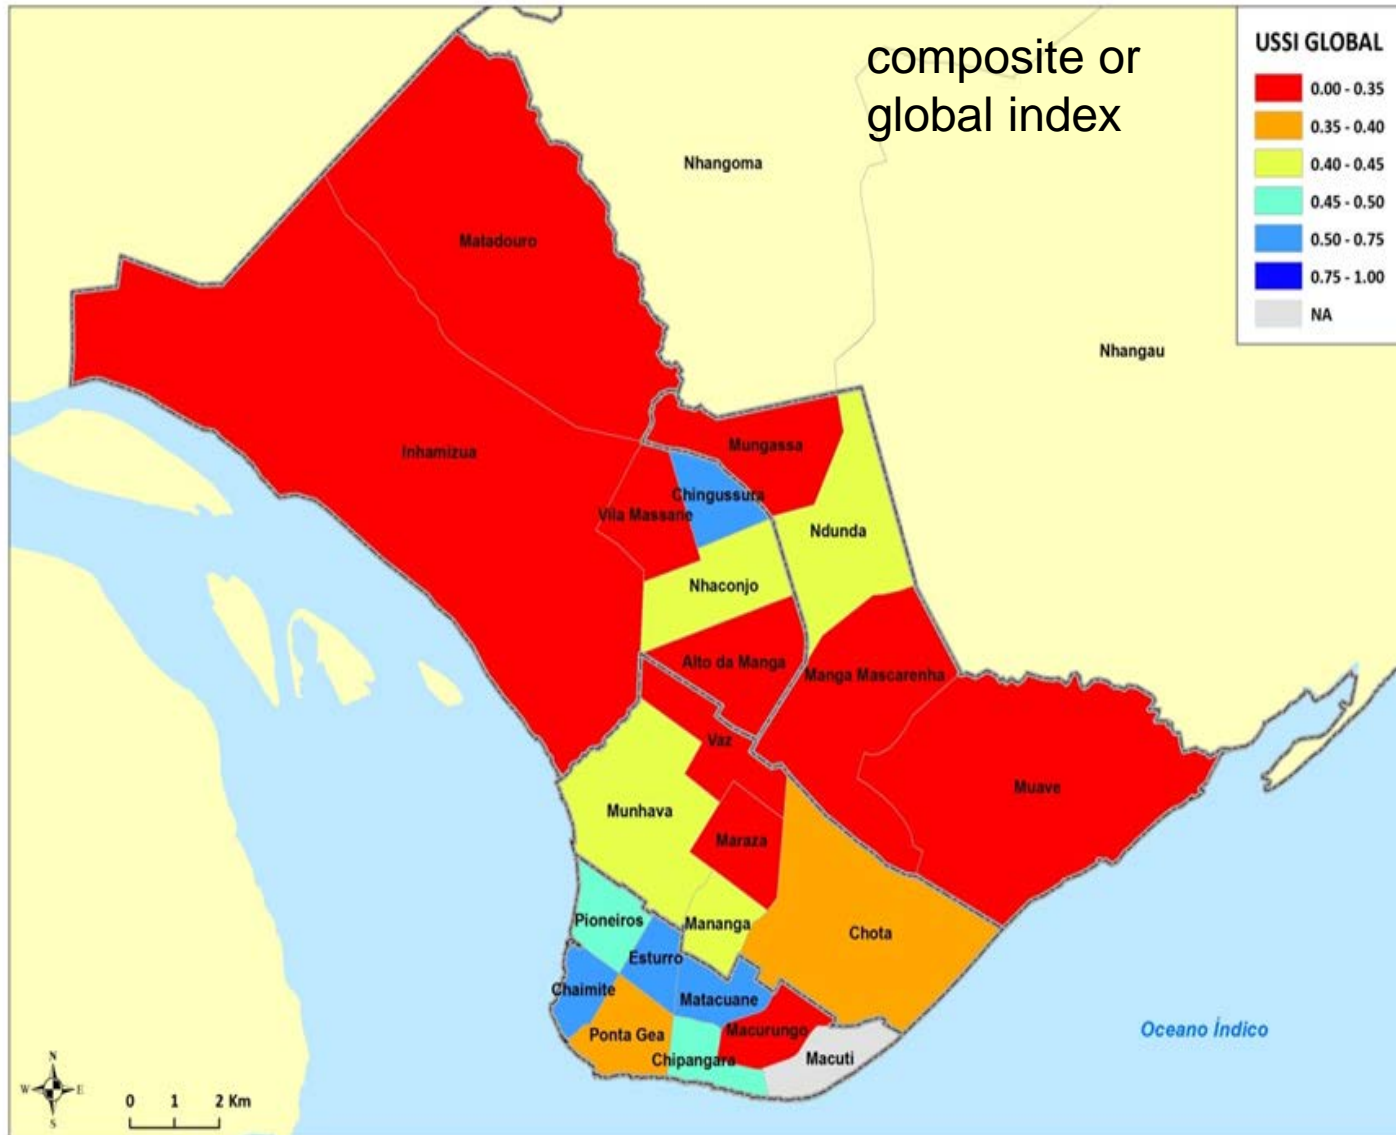 composite or
global index
USSI GLOBAL
0.00 - 0.35
0.35 - 0.40
0.40 - 0.45
0.45 - 0.50
0.50 - 0.75
0.75 - 1.00
NA
Nhangoma
Matadouro
Nhangau
Inhamizua
Mungassa
Chingussura
Vila Massane
Ndunda
Nhaconjo
Alto da Manga
Manga Mascarenha
Vaz
Muave
Munhava
Maraza
Pioneiros
Mananga
Chota
Esturro
Chaimite
Matacuane
Ponta Gea
Macurungo
Chipangara
Macuti
Oceano Índico
N
W
E
S
0 1 2 Km